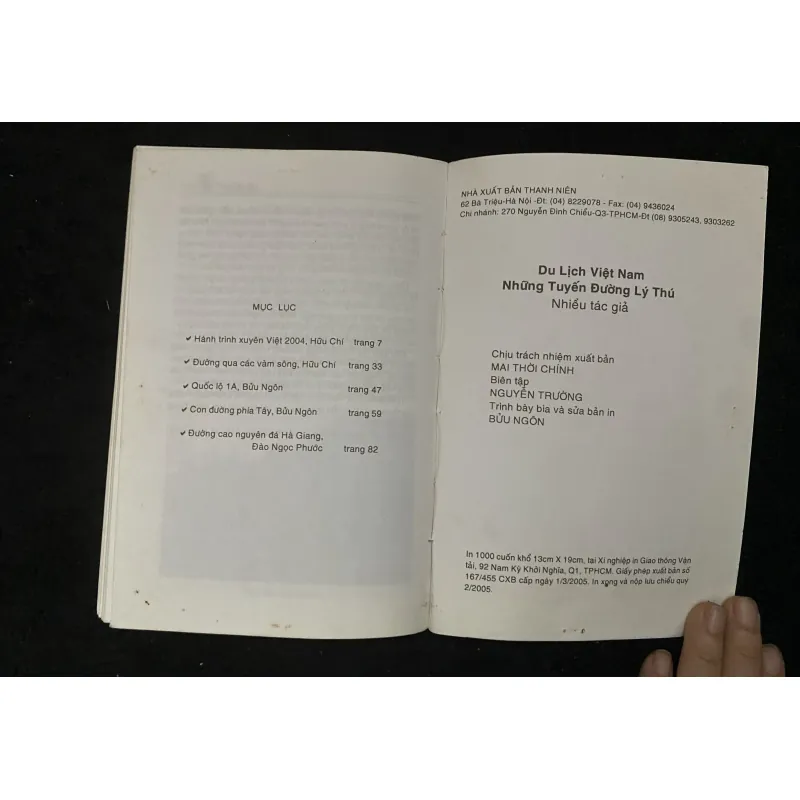 MỤC LỤC
✔ Hành trình xuyên Việt 2004, Hữu Chí trang 7
✔ Đường qua các vàm sông, Hữu Chí trang 33
✔ Quốc lộ 1A, Bửu Ngôn trang 47
✔ Con đường phía Tây, Bửu Ngôn trang 59
✔ Đường cao nguyên đá Hà Giang,
Đào Ngọc Phước trang 82
NHÀ XUẤT BẢN THANH NIÊN
62 Bà Triệu-Hà Nội -Đt: (04) 8229078 - Fax: (04) 9436024
Chi nhánh: 270 Nguyễn Đình Chiểu-Q3-TPHCM-Đt (08) 9305243, 9303262
Du Lịch Việt Nam
Những Tuyến Đường Lý Thú
Nhiều tác giả
Chịu trách nhiệm xuất bản
MAI THỜI CHÍNH
Biên tập
NGUYỄN TRƯỜNG
Trình bày bìa và sửa bản in
BỬU NGÔN
In 1000 cuốn khổ 13cm X 19cm, tại Xí nghiệp in Giao thông Vận
tải, 92 Nam Kỳ Khởi Nghĩa, Q1, TPHCM. Giấy phép xuất bản số
167/455 CXB cấp ngày 1/3/2005. In xong và nộp lưu chiểu quý
2/2005.